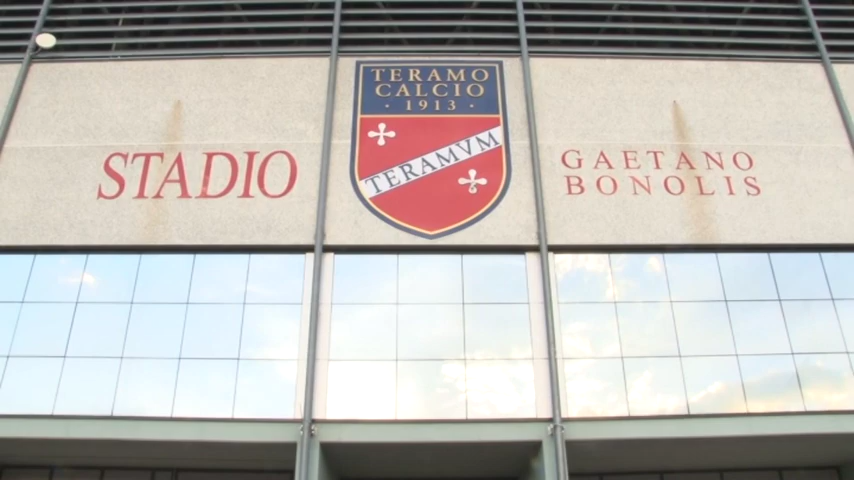 TERAMO
CALCIO
· 1913 ·
TERAMVM
STADIO
GAETANO
BONOLIS